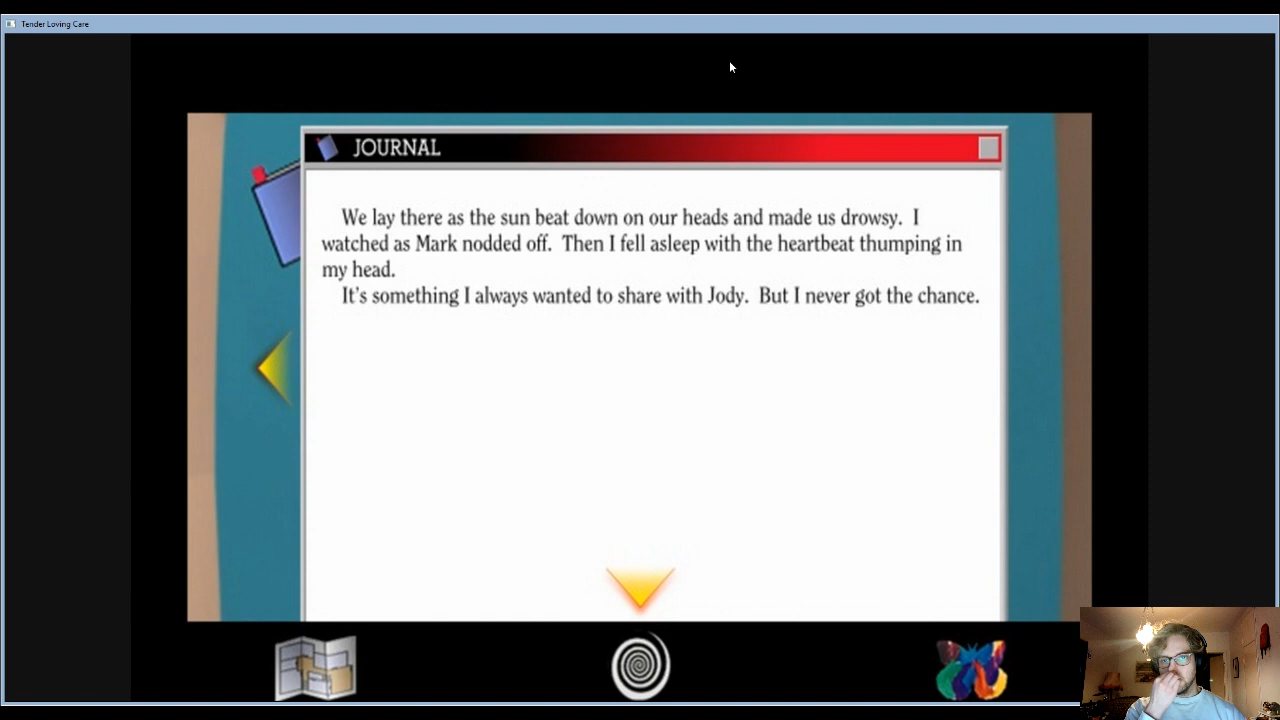 Tender Loving Care
JOURNAL
We lay there as the sun beat down on our heads and made us drowsy. I
watched as Mark nodded off. Then I fell asleep with the heartbeat thumping in
my head.
It's something I always wanted to share with Jody. But I never got the chance.